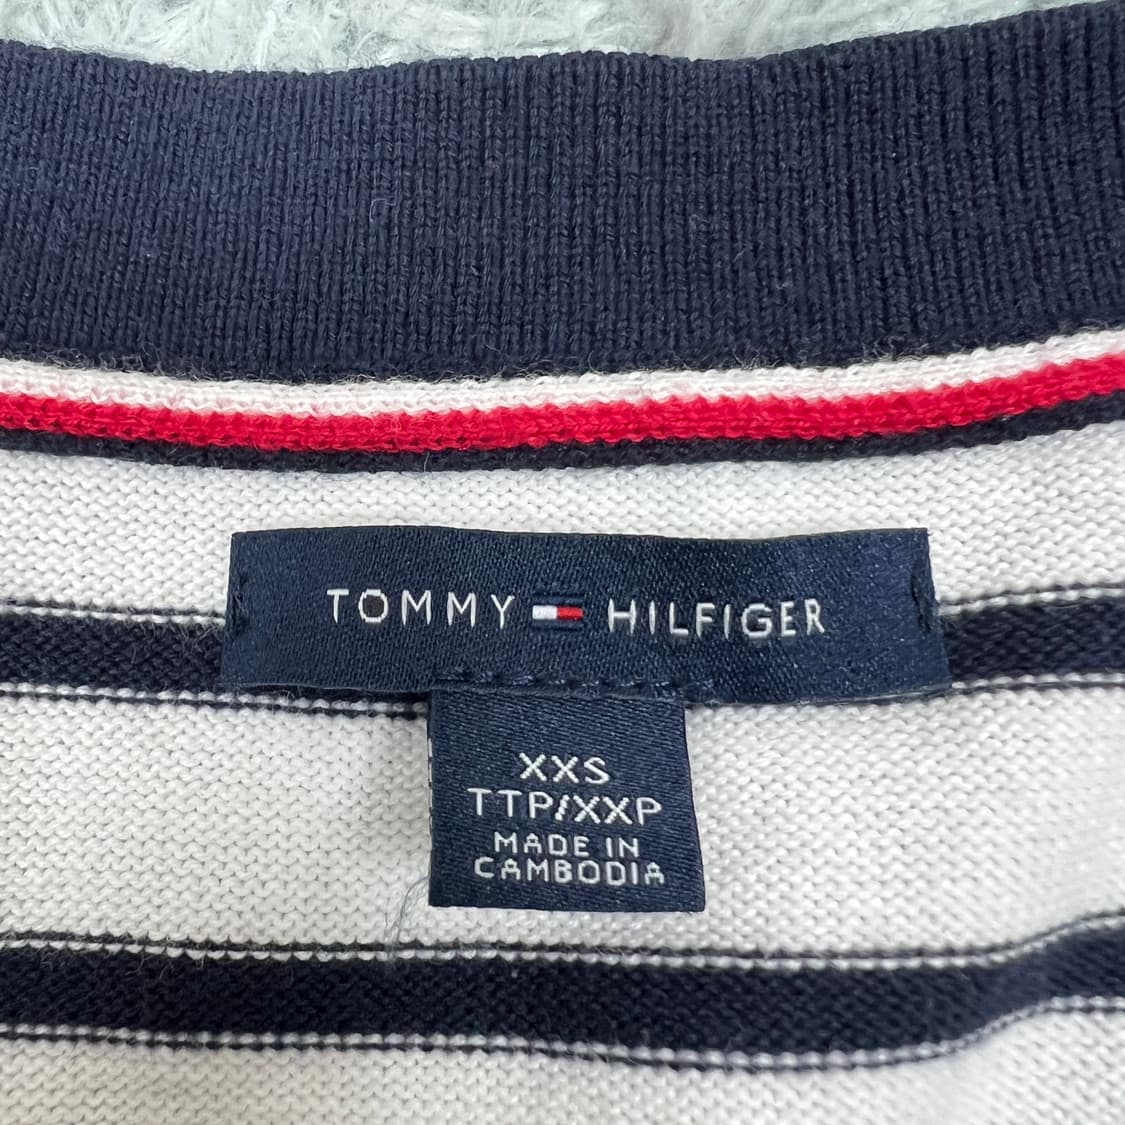 TOMMY HILFIGER
XXS
TTP/XXP
MADE IN
CAMBODIA